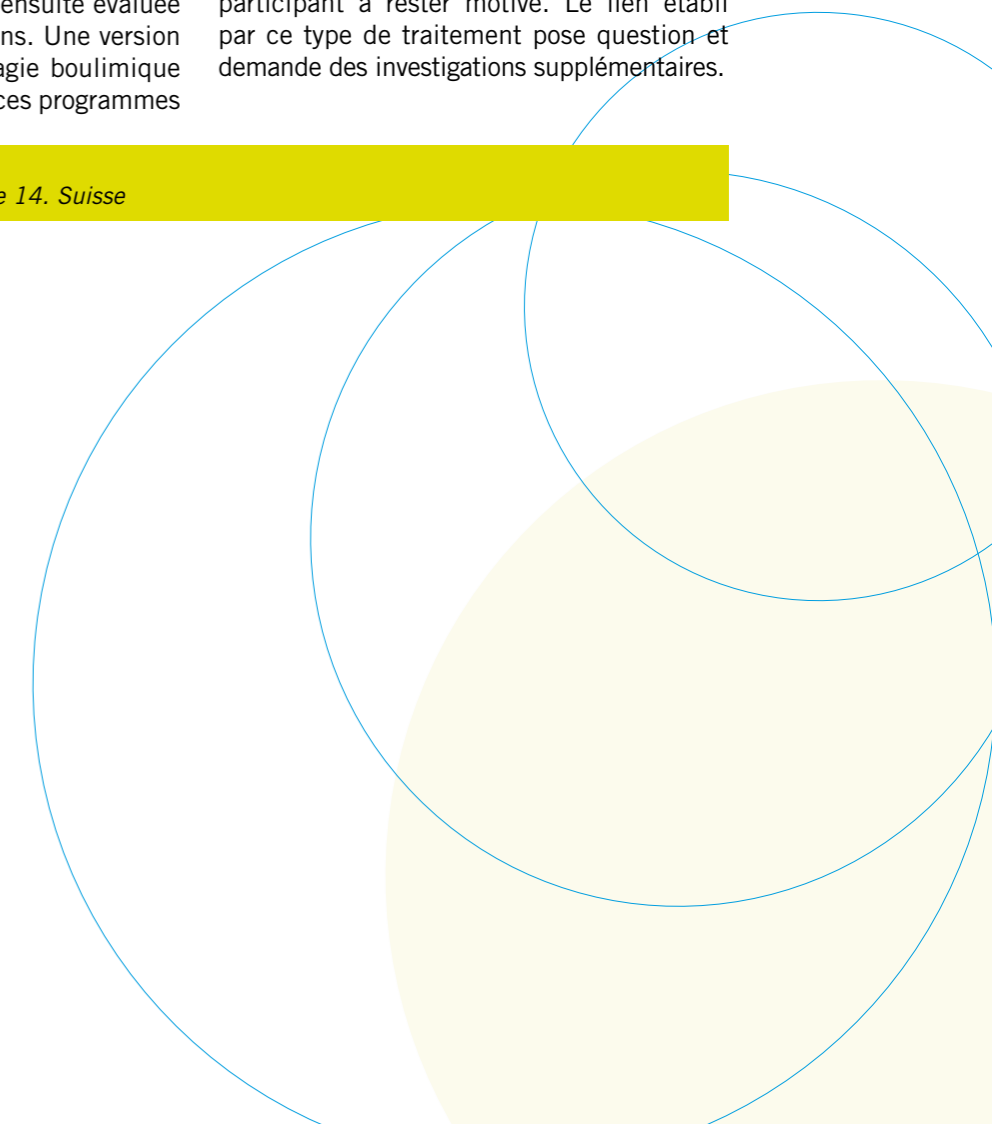 ensuite évaluée
ns. Une version
agie boulimique
ces programmes
participant à rester motivé. Le lien établi
par ce type de traitement pose question et
demande des investigations supplémentaires.
e 14. Suisse